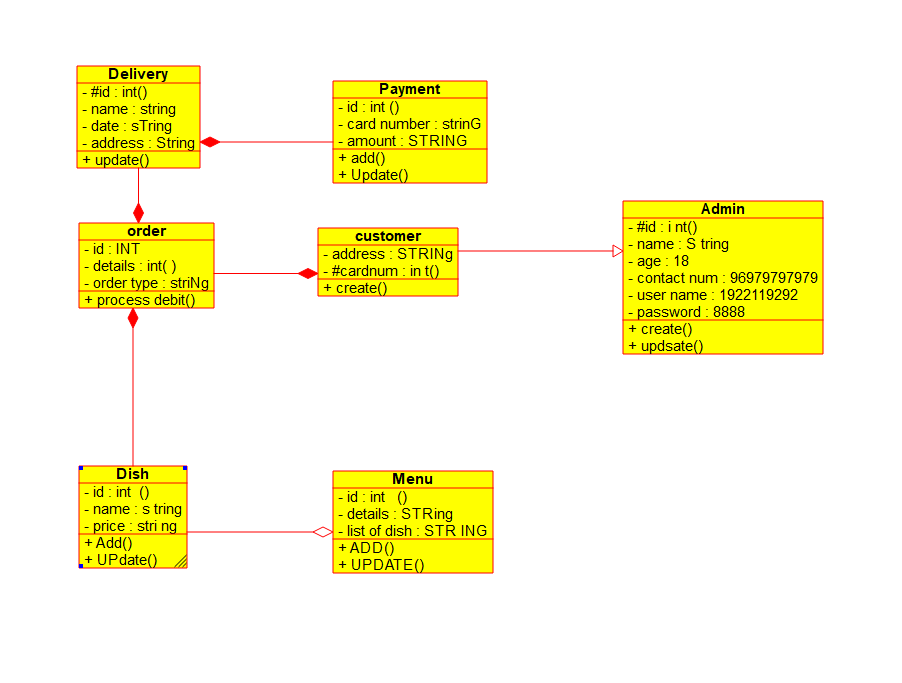 Delivery
- #id : int()
- name : string
- date : sTring
- address : String
+ update()
Payment
- id : int ()
- card number : strinG
- amount : STRING
+ add()
+ Update()
order
- id : INT
- details : int( )
- order type : striNg
+ process debit()
customer
- address : STRINg
- #cardnum : in t()
+ create()
Admin
- #id : i nt()
- name : S tring
- age : 18
- contact num : 96979797979
- user name : 1922119292
- password : 8888
+ create()
+ updsate()
Dish
- id : int  ()
- name : s tring
- price : stri ng
+ Add()
+ UPdate()
Menu
- id : int   ()
- details : STRing
- list of dish : STR ING
+ ADD()
+ UPDATE()